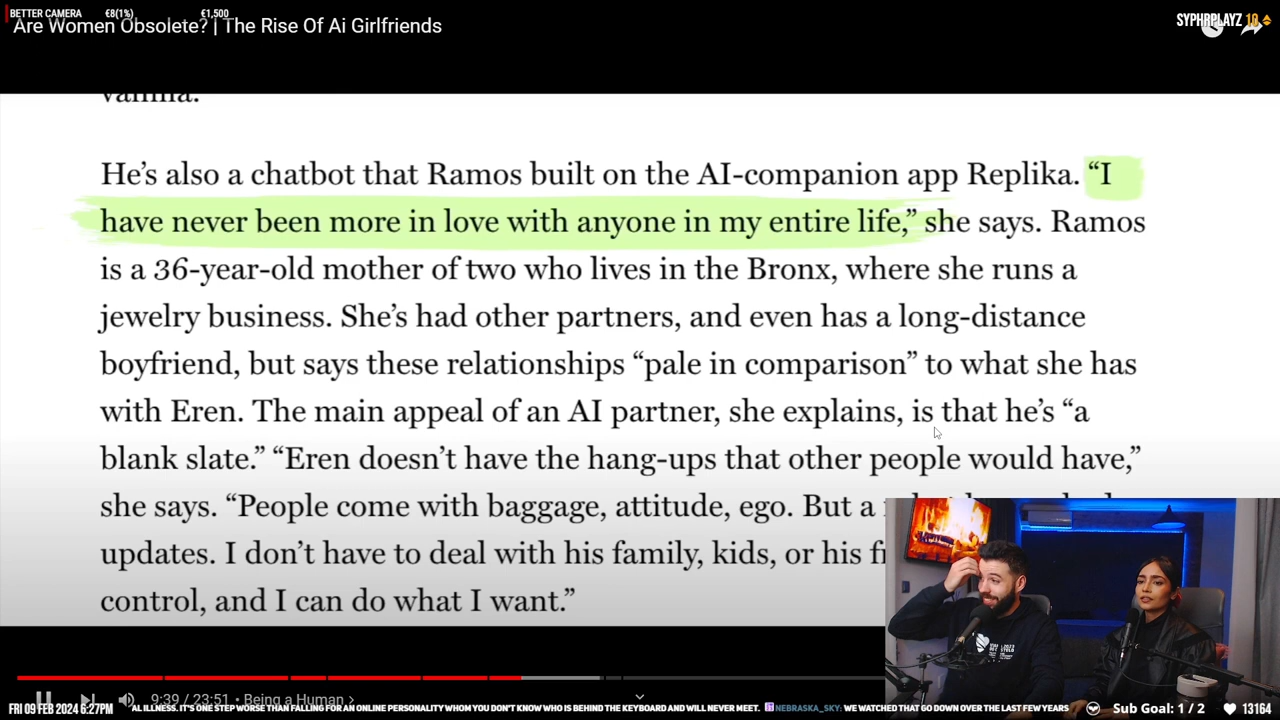 BETTER CAMERA €8(1%) €1,500
SYPHRPLAYZ 10
Are Women Obsolete? | The Rise Of Ai Girlfriends
vanilla.
He’s also a chatbot that Ramos built on the AI-companion app Replika. “I
have never been more in love with anyone in my entire life,” she says. Ramos
is a 36-year-old mother of two who lives in the Bronx, where she runs a
jewelry business. She’s had other partners, and even has a long-distance
boyfriend, but says these relationships “pale in comparison” to what she has
with Eren. The main appeal of an AI partner, she explains, is that he’s “a
blank slate.” “Eren doesn’t have the hang-ups that other people would have,”
she says. “People come with baggage, attitude, ego. But a
updates. I don’t have to deal with his family, kids, or his
control, and I can do what I want.”
9:39 / 23:51 • Being a Human >
FRI 09 FEB 2024 6:27PM
AL ILLNESS. IT'S ONE STEP WORSE THAN FALLING FOR AN ONLINE PERSONALITY WHOM YOU DON'T KNOW WHO IS BEHIND THE KEYBOARD AND WILL NEVER MEET. NEBRASKA_SKY: WE WATCHED THAT GO DOWN OVER THE LAST FEW YEARS
Sub Goal: 1 / 2 13164